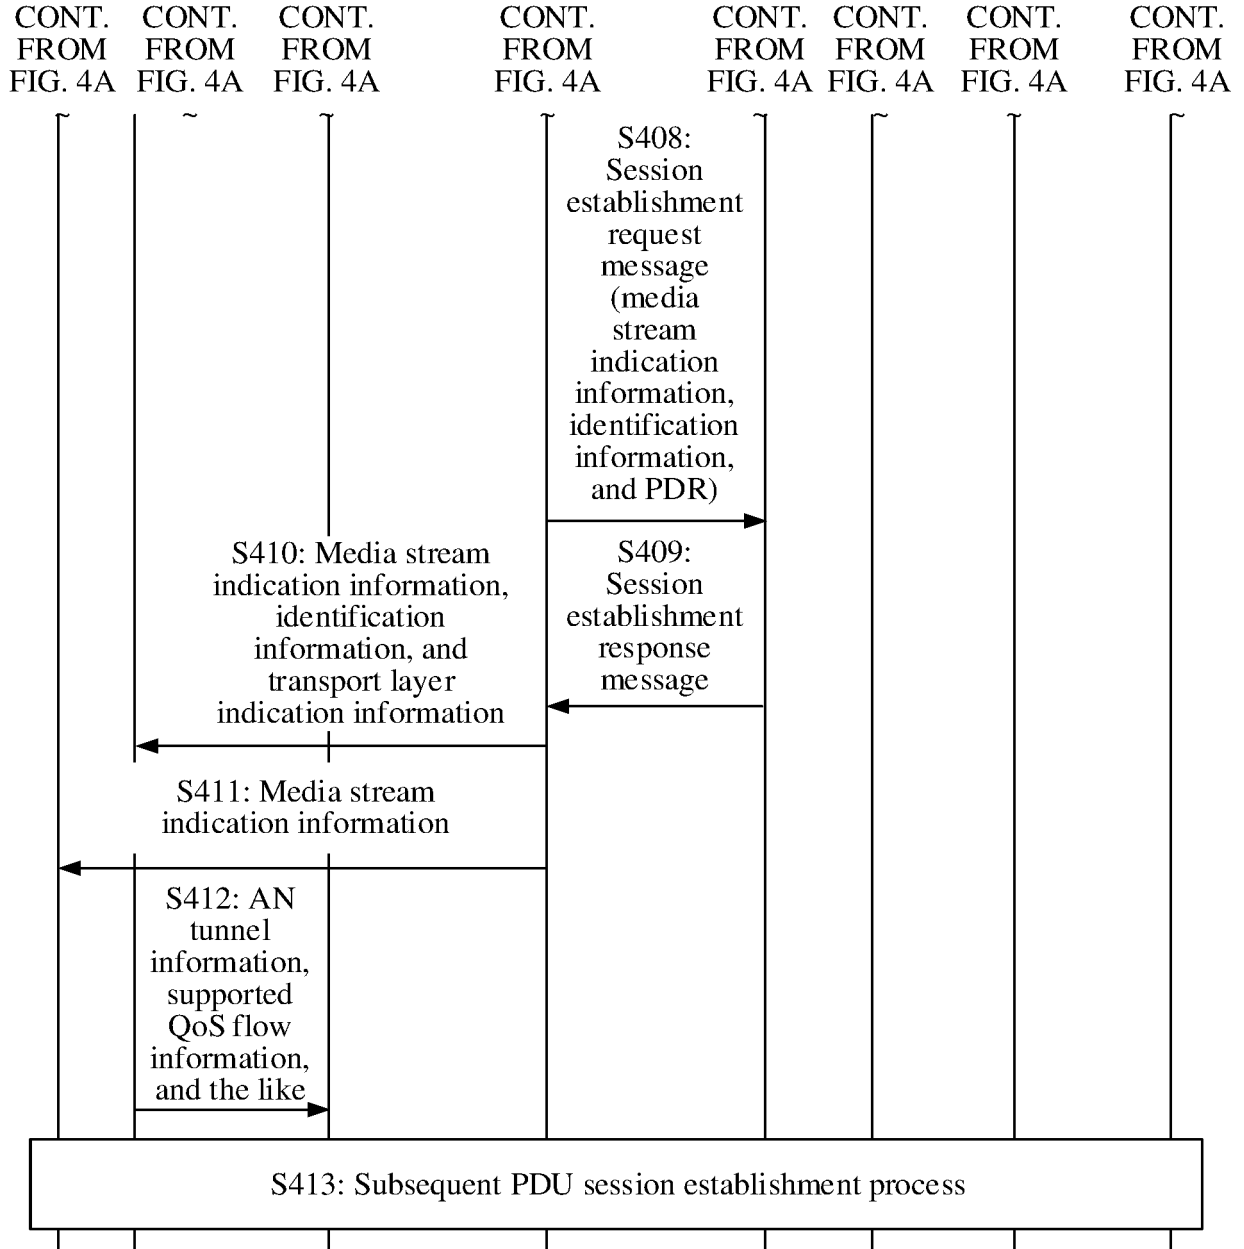 CONT. CONT. CONT. CONT. CONT. CONT. CONT. CONT.
FROM FROM FROM FROM FROM FROM FROM FROM
FIG. 4A FIG. 4A FIG. 4A FIG. 4A FIG. 4A FIG. 4A FIG. 4A FIG. 4A
~ ~ ~ ~ ~ ~ ~ ~
S408:
Session
establishment
request
message
(media
stream
indication
information,
identification
information,
and PDR)
S409:
Session
establishment
response
message
S410: Media stream
indication information,
identification
information, and
transport layer
indication information
S411: Media stream
indication information
S412: AN
tunnel
information,
supported
QoS flow
information,
and the like
S413: Subsequent PDU session establishment process